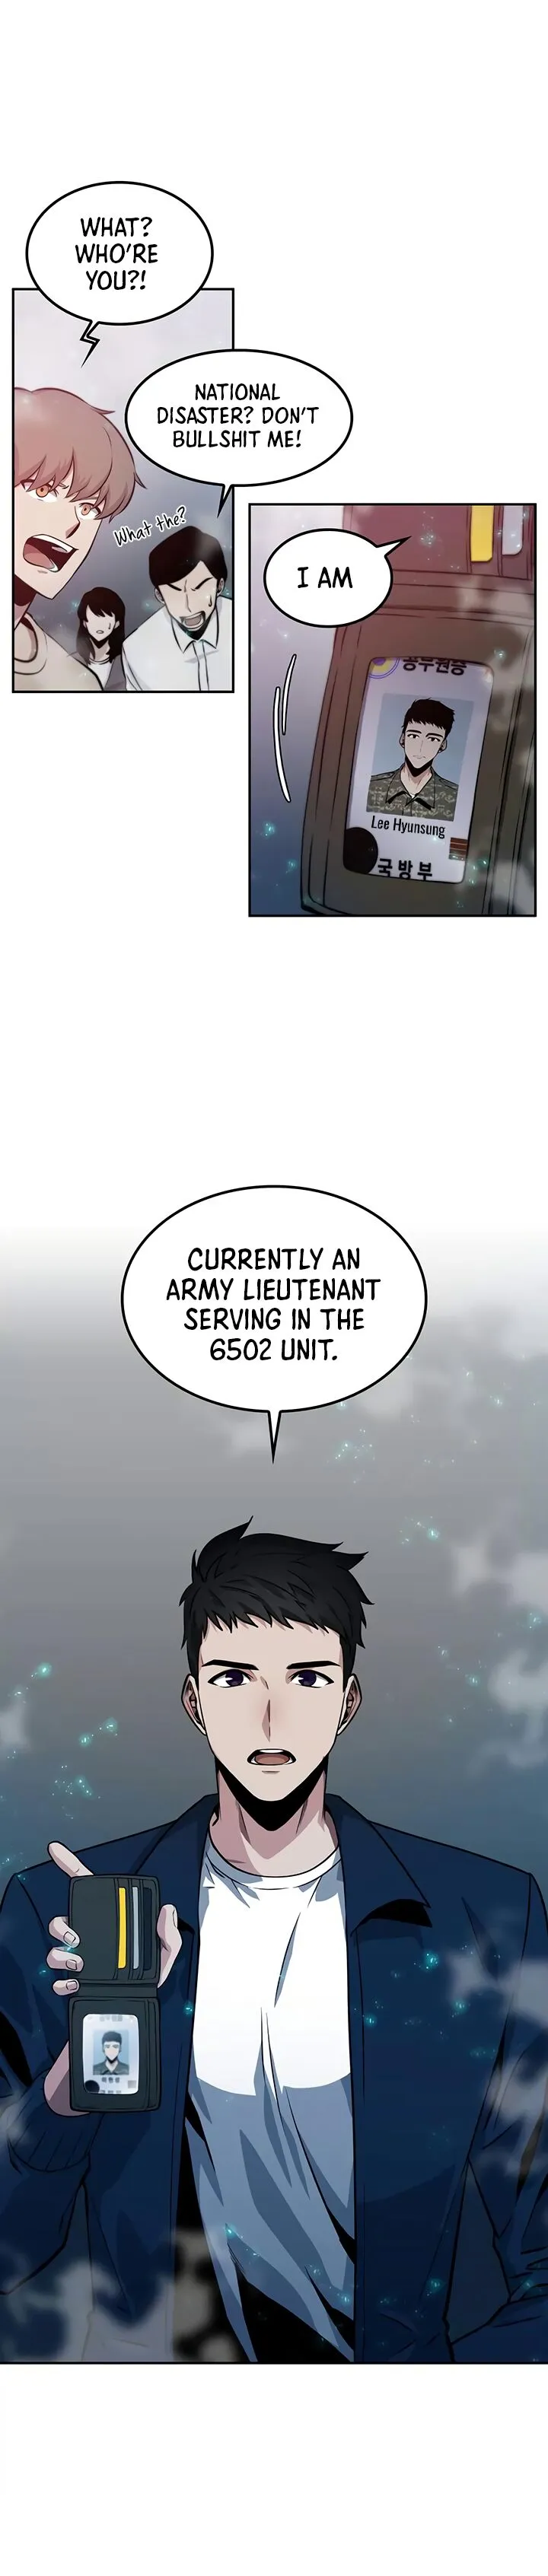 WHAT?
WHO'RE
YOU?!
NATIONAL
DISASTER? DON'T
BULLSHIT ME!
What the?
I AM
공무원증
Lee Hyunsung
국방부
CURRENTLY AN
ARMY LIEUTENANT
SERVING IN THE
6502 UNIT.